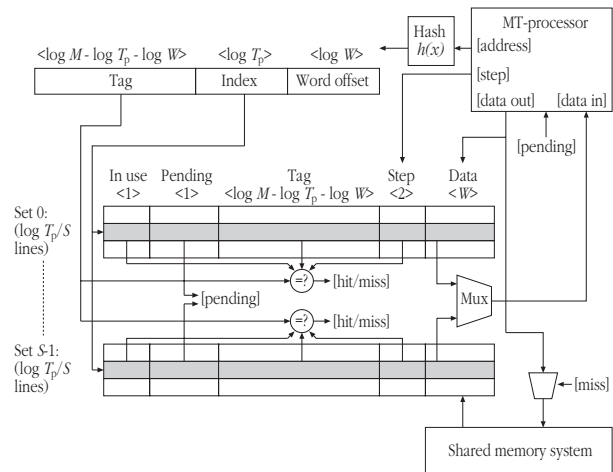 <log M - log Tp - log W>
<log Tp>
<log W>
Tag
Index
Word offset
Hash
h(x)
MT-processor
[address]
[step]
[data out]
[data in]
[pending]
In use
<1>
Pending
<1>
Tag
<log M - log Tp - log W>
Step
<2>
Data
<W>
Set 0:
(log Tp/S
lines)
=?
[hit/miss]
[pending]
Mux
=?
[hit/miss]
Set S-1:
(log Tp/S
lines)
[miss]
Shared memory system